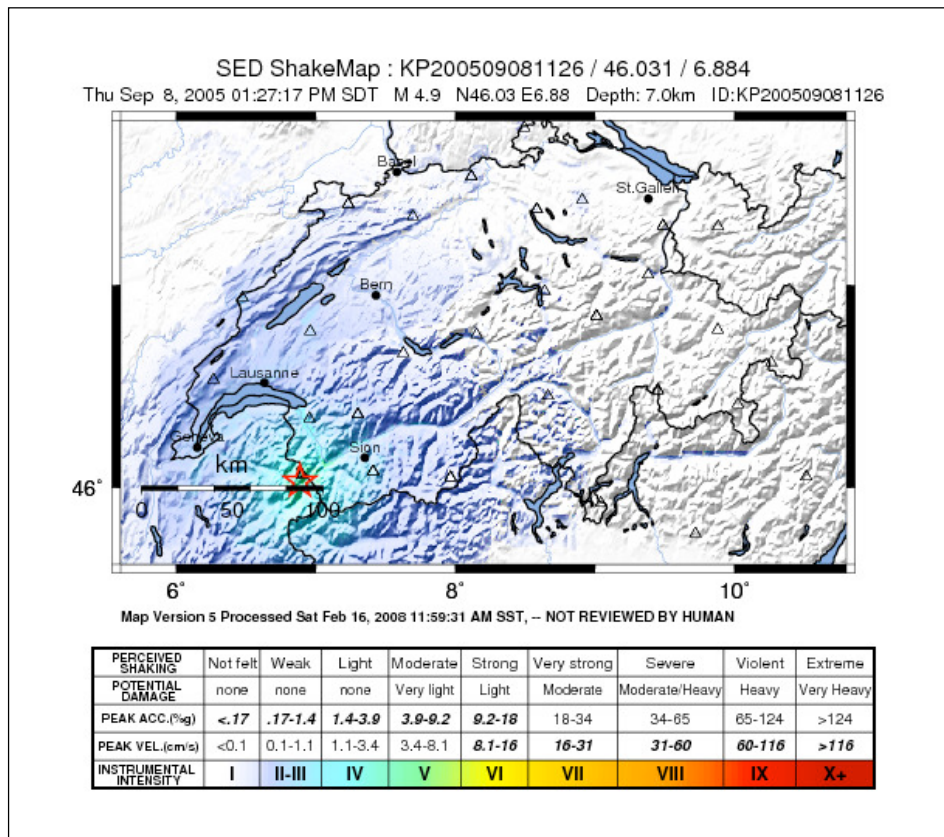 SED ShakeMap : KP200509081126 / 46.031 / 6.884
Thu Sep 8, 2005 01:27:17 PM SDT M 4.9 N46.03 E6.88 Depth: 7.0km ID:KP200509081126
Basel
St.Gallen
Bern
Lausanne
Geneva
Sion
km
46°
0 50 100
6° 8° 10°
Map Version 5 Processed Sat Feb 16, 2008 11:59:31 AM SST, -- NOT REVIEWED BY HUMAN
PERCEIVED SHAKING Not felt Weak Light Moderate Strong Very strong Severe Violent Extreme
POTENTIAL DAMAGE none none none Very light Light Moderate Moderate/Heavy Heavy Very Heavy
PEAK ACC.(%g) <.17 .17-1.4 1.4-3.9 3.9-9.2 9.2-18 18-34 34-65 65-124 >124
PEAK VEL.(cm/s) <0.1 0.1-1.1 1.1-3.4 3.4-8.1 8.1-16 16-31 31-60 60-116 >116
INSTRUMENTAL INTENSITY I II-III IV V VI VII VIII IX X+